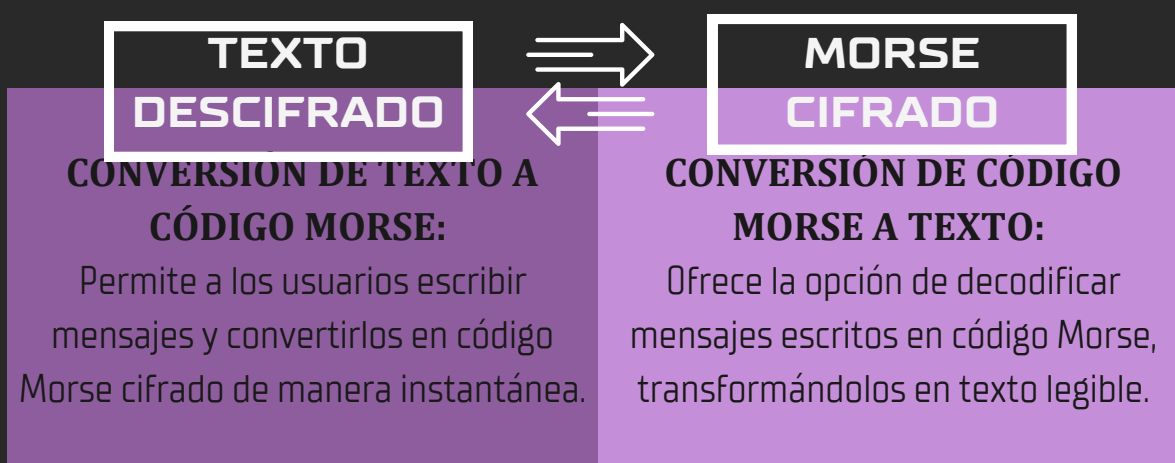 TEXTO
DESCIFRADO
CONVERSIÓN DE TEXTO A
CÓDIGO MORSE:
Permite a los usuarios escribir
mensajes y convertirlos en código
Morse cifrado de manera instantánea.
MORSE
CIFRADO
CONVERSIÓN DE CÓDIGO
MORSE A TEXTO:
Ofrece la opción de decodificar
mensajes escritos en código Morse,
transformándolos en texto legible.